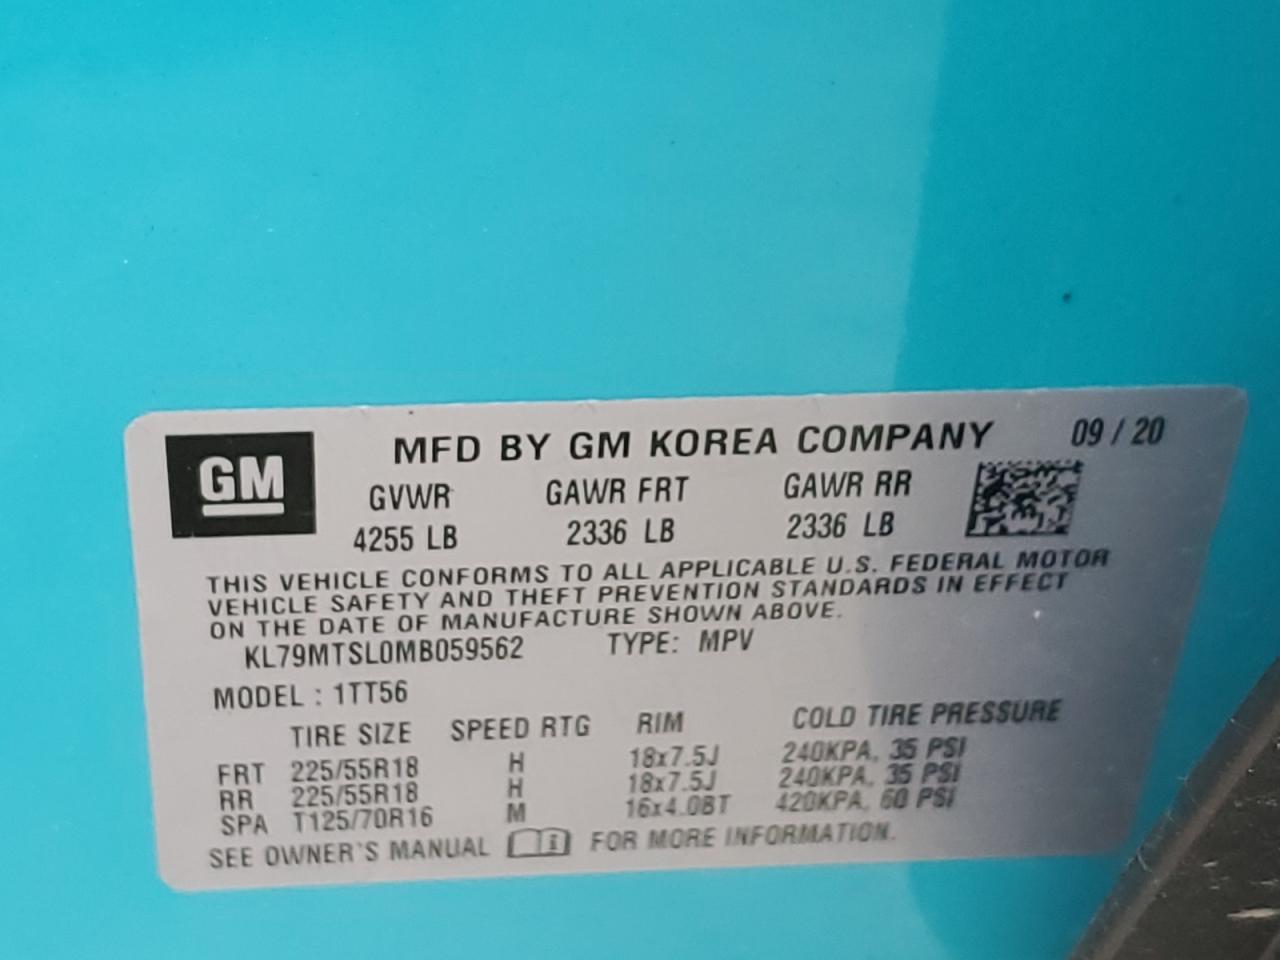 GM
MFD BY GM KOREA COMPANY 09 / 20
GVWR GAWR FRT GAWR RR
4255 LB 2336 LB 2336 LB
THIS VEHICLE CONFORMS TO ALL APPLICABLE U.S. FEDERAL MOTOR
VEHICLE SAFETY AND THEFT PREVENTION STANDARDS IN EFFECT
ON THE DATE OF MANUFACTURE SHOWN ABOVE.
KL79MTSL0MB059562 TYPE: MPV
MODEL : 1TT56
TIRE SIZE SPEED RTG RIM COLD TIRE PRESSURE
FRT 225/55R18 H 18x7.5J 240KPA, 35 PSI
RR 225/55R18 H 18x7.5J 240KPA, 35 PSI
SPA T125/70R16 M 16x4.0BT 420KPA, 60 PSI
SEE OWNER'S MANUAL i FOR MORE INFORMATION.